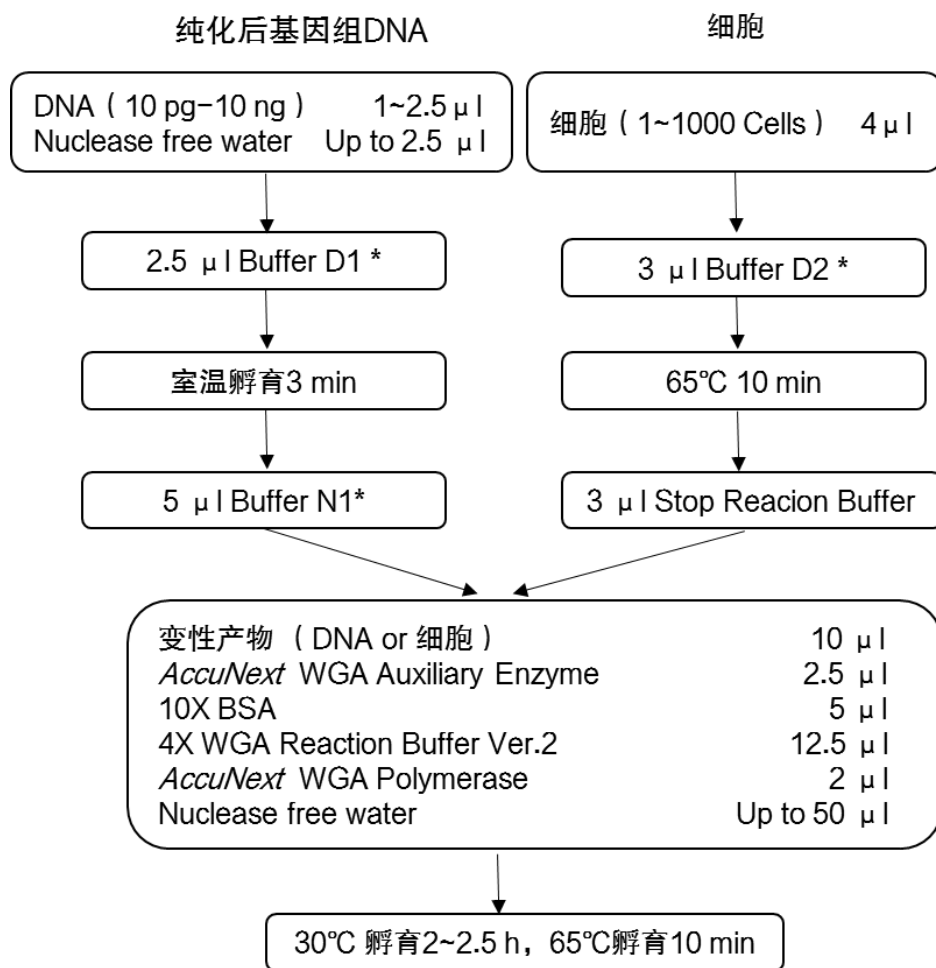 纯化后基因组DNA
细胞
DNA（10 pg-10 ng） 1~2.5 μl
Nuclease free water Up to 2.5 μl
细胞（1~1000 Cells） 4 μl
2.5 μl Buffer D1 *
3 μl Buffer D2 *
室温孵育3 min
65℃ 10 min
5 μl Buffer N1*
3 μl Stop Reacion Buffer
变性产物 （DNA or 细胞） 10 μl
AccuNext WGA Auxiliary Enzyme 2.5 μl
10X BSA 5 μl
4X WGA Reaction Buffer Ver.2 12.5 μl
AccuNext WGA Polymerase 2 μl
Nuclease free water Up to 50 μl
30℃ 孵育2~2.5 h，65℃孵育10 min